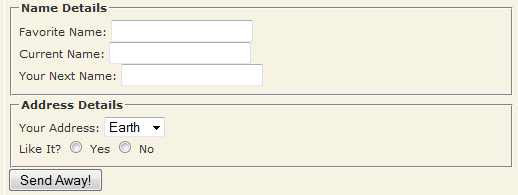 Name Details
Favorite Name:
Current Name:
Your Next Name:
Address Details
Your Address: Earth
Like It? Yes No
Send Away!